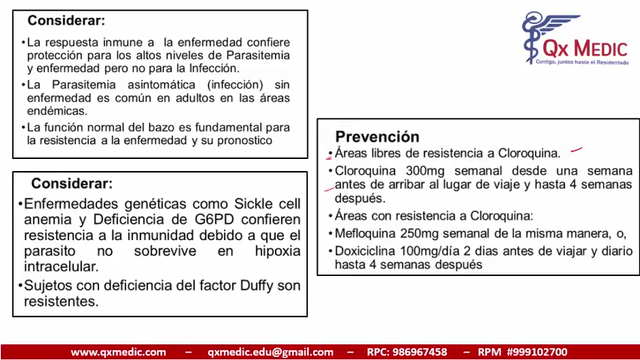 Considerar:
•La respuesta inmune a la enfermedad confiere
protección para los altos niveles de Parasitemia
y enfermedad pero no para la Infección.
•La Parasitemia asintomática (infección) sin
enfermedad es común en adultos en las áreas
endémicas.
•La función normal del bazo es fundamental para
la resistencia a la enfermedad y su pronostico
Considerar:
•Enfermedades genéticas como Sickle cell
anemia y Deficiencia de G6PD confieren
resistencia a la inmunidad debido a que el
parasito no sobrevive en hipoxia
intracelular.
•Sujetos con deficiencia del factor Duffy son
resistentes.
Qx MEDIC
Contigo, juntos hasta el Residentado
Prevención
•Áreas libres de resistencia a Cloroquina.
•Cloroquina 300mg semanal desde una semana
antes de arribar al lugar de viaje y hasta 4 semanas
después.
•Áreas con resistencia a Cloroquina:
•Mefloquina 250mg semanal de la misma manera, o,
•Doxiciclina 100mg/día 2 dias antes de viajar y diario
hasta 4 semanas después
www.qxmedic.com – qxmedic.edu@gmail.com – RPC: 986967458 – RPM #999102700